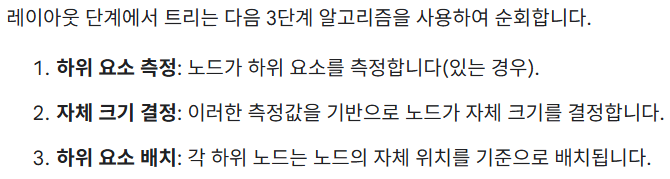 레이아웃 단계에서 트리는 다음 3단계 알고리즘을 사용하여 순회합니다.
1. 하위 요소 측정: 노드가 하위 요소를 측정합니다(있는 경우).
2. 자체 크기 결정: 이러한 측정값을 기반으로 노드가 자체 크기를 결정합니다.
3. 하위 요소 배치: 각 하위 노드는 노드의 자체 위치를 기준으로 배치됩니다.